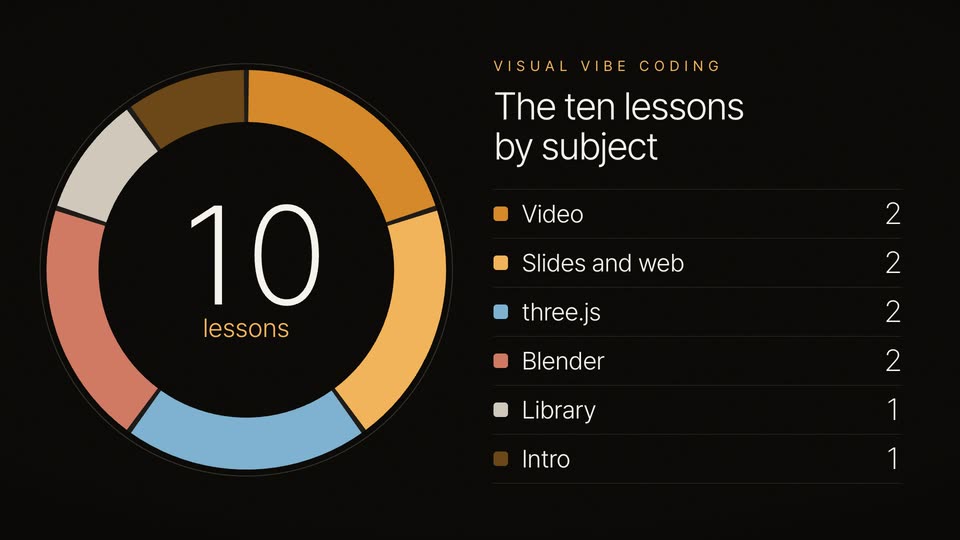 10
lessons
VISUAL VIBE CODING
The ten lessons
by subject
Video 2
Slides and web 2
three.js 2
Blender 2
Library 1
Intro 1